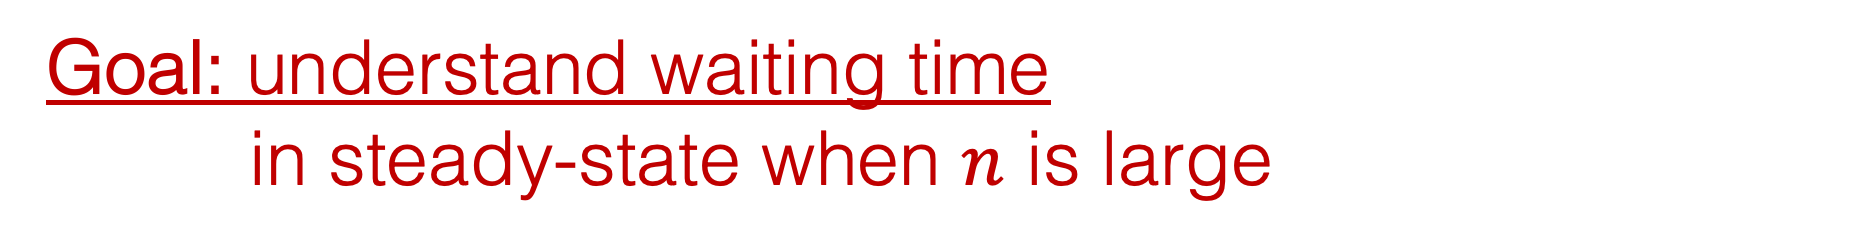 Goal: understand waiting time
in steady-state when n is large